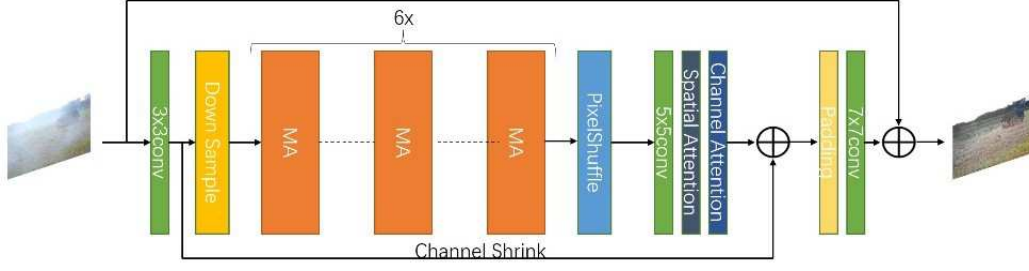 6x
3x3conv
Down Sample
MA
MA
MA
PixelShuffle
5x5conv
Spatial Attention
Channel Attention
Padding
7x7conv
Channel Shrink